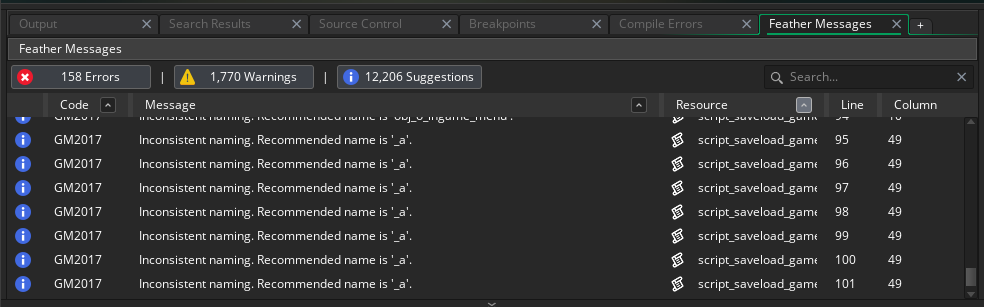 Output Search Results Source Control Breakpoints Compile Errors Feather Messages +
Feather Messages
158 Errors | 1,770 Warnings | 12,206 Suggestions Search...
Code Message Resource Line Column
GM2017 Inconsistent naming. Recommended name is 'obj_o_ingame_menu'. script_saveload_game 94 16
GM2017 Inconsistent naming. Recommended name is '_a'. script_saveload_game 95 49
GM2017 Inconsistent naming. Recommended name is '_a'. script_saveload_game 96 49
GM2017 Inconsistent naming. Recommended name is '_a'. script_saveload_game 97 49
GM2017 Inconsistent naming. Recommended name is '_a'. script_saveload_game 98 49
GM2017 Inconsistent naming. Recommended name is '_a'. script_saveload_game 99 49
GM2017 Inconsistent naming. Recommended name is '_a'. script_saveload_game 100 49
GM2017 Inconsistent naming. Recommended name is '_a'. script_saveload_game 101 49